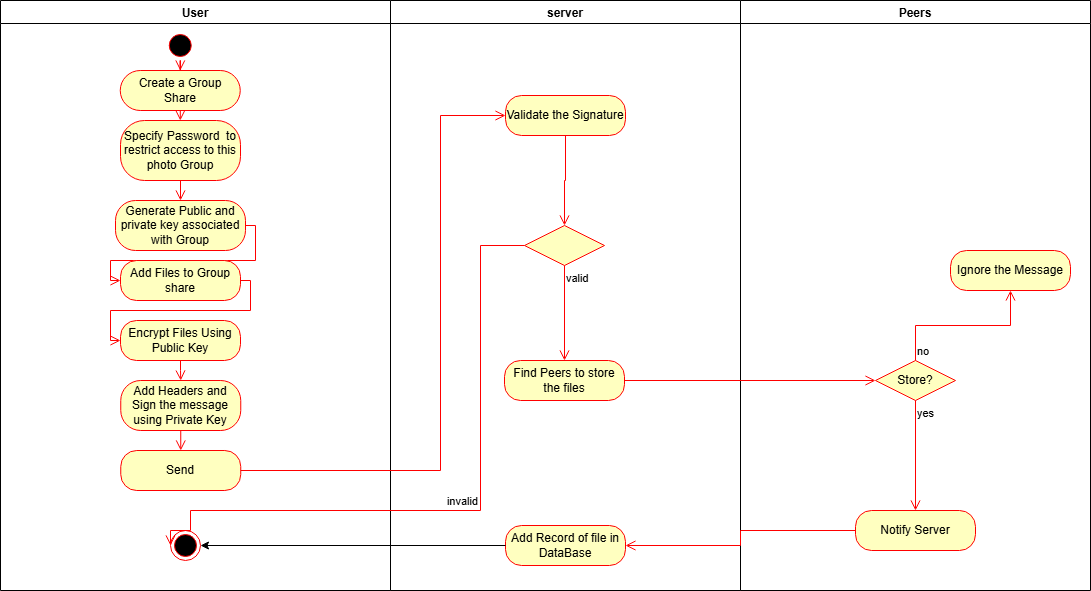 User
server
Peers
Create a Group
Share
Specify Password to
restrict access to this
photo Group
Generate Public and
private key associated
with Group
Add Files to Group
share
Encrypt Files Using
Public Key
Add Headers and
Sign the message
using Private Key
Send
Validate the Signature
valid
invalid
Find Peers to store
the files
Add Record of file in
DataBase
Ignore the Message
no
Store?
yes
Notify Server